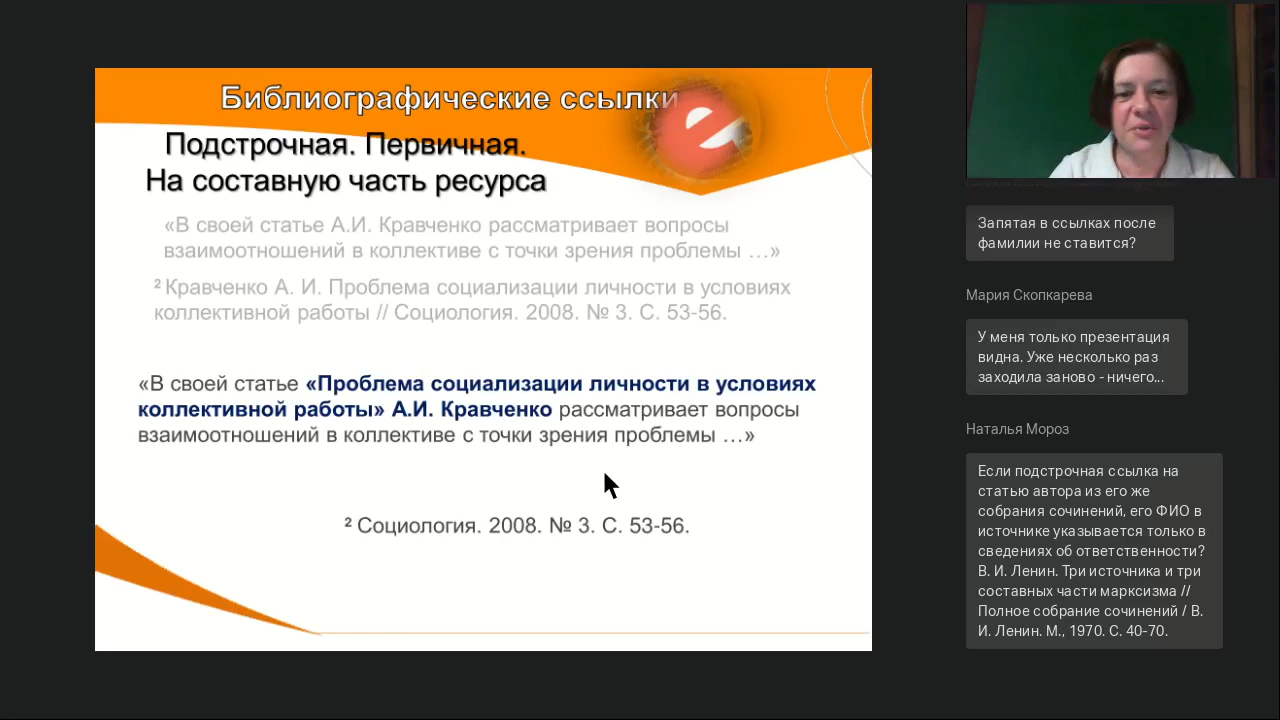 Библиографические ссылки
Подстрочная. Первичная.
На составную часть ресурса
«В своей статье А.И. Кравченко рассматривает вопросы
взаимоотношений в коллективе с точки зрения проблемы …»
² Кравченко А. И. Проблема социализации личности в условиях
коллективной работы // Социология. 2008. № 3. С. 53-56.
«В своей статье «Проблема социализации личности в условиях
коллективной работы» А.И. Кравченко рассматривает вопросы
взаимоотношений в коллективе с точки зрения проблемы …»
² Социология. 2008. № 3. С. 53-56.
Запятая в ссылках после
фамилии не ставится?
Мария Скопкарева
У меня только презентация
видна. Уже несколько раз
заходила заново - ничего...
Наталья Мороз
Если подстрочная ссылка на
статью автора из его же
собрания сочинений, его ФИО в
источнике указывается только в
сведениях об ответственности?
В. И. Ленин. Три источника и три
составных части марксизма //
Полное собрание сочинений / В.
И. Ленин. М., 1970. С. 40-70.